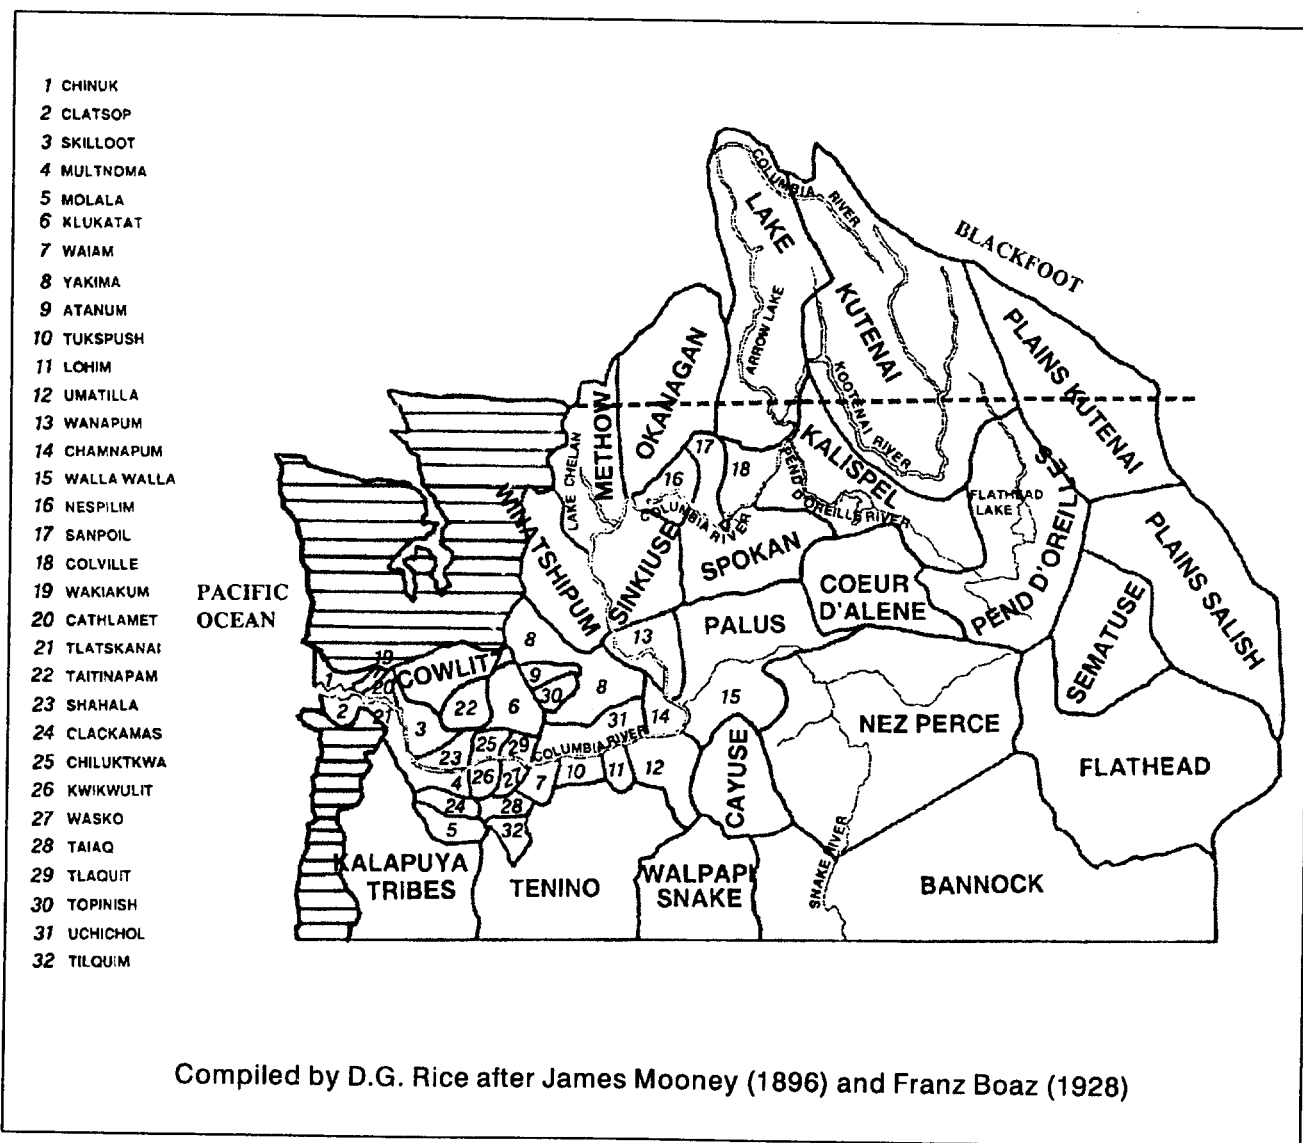 1 CHINUK
2 CLATSOP
3 SKILLOOT
4 MULTNOMA
5 MOLALA
6 KLUKATAT
7 WAIAM
8 YAKIMA
9 ATANUM
10 TUKSPUSH
11 LOHIM
12 UMATILLA
13 WANAPUM
14 CHAMNAPUM
15 WALLA WALLA
16 NESPILIM
17 SANPOIL
18 COLVILLE
19 WAKIAKUM
20 CATHLAMET
21 TLATSKANAI
22 TAITINAPAM
23 SHAHALA
24 CLACKAMAS
25 CHILUKTKWA
26 KWIKWULIT
27 WASKO
28 TAIAQ
29 TLAQUIT
30 TOPINISH
31 UCHICHOL
32 TILQUIM
PACIFIC
OCEAN
COLUMBIA RIVER
LAKE
BLACKFOOT
ARROW LAKE
KUTENAI
PLAINS KUTENAI
OKANAGAN
METHOW
LAKE CHELAN
KOOTENAI RIVER
KALISPEL
17
16
18
PEND
D'OREILLE RIVER
FLATHEAD
LAKE
PEND D'OREILLES
COLUMBIA RIVER
WINATSHIPUM
SINKIUSE
SPOKAN
COEUR
D'ALENE
PLAINS SALISH
SEMATUSE
PALUS
13
8
19
COWLITZ
1
20
9
30
8
2
21
22
6
31
14
15
NEZ PERCE
3
25
29
COLUMBIA RIVER
23
CAYUSE
FLATHEAD
4
26
27
7
10
11
12
24
28
5
32
KALAPUYA
TRIBES
TENINO
WALPAPI
SNAKE
SNAKE RIVER
BANNOCK
Compiled by D.G. Rice after James Mooney (1896) and Franz Boaz (1928)